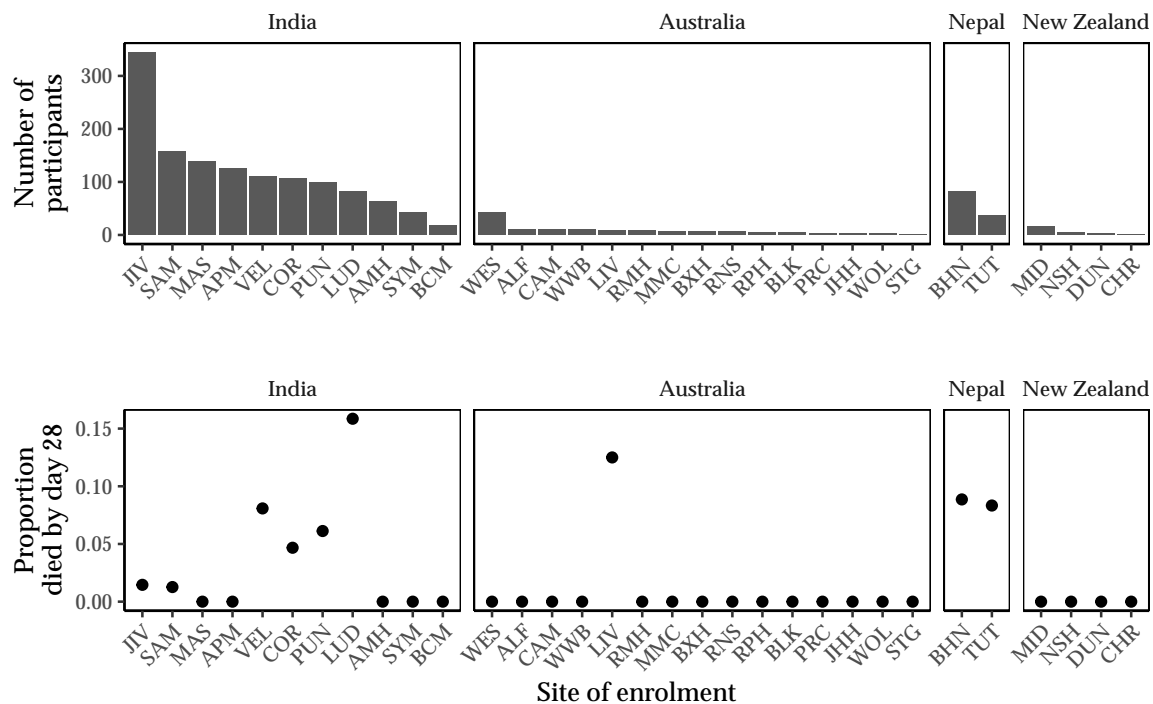 India Australia Nepal New Zealand
Number of
participants
300
200
100
0
JIV SAM MAS APM VEL COR PUN LUD AMH SYM BCM WES ALF CAM WWB LIV RMH MMC BXH RNS RPH BLK PRC JHH WOL STG BHN TUT MID NSH DUN CHR
India Australia Nepal New Zealand
Proportion
died by day 28
0.15
0.10
0.05
0.00
JIV SAM MAS APM VEL COR PUN LUD AMH SYM BCM WES ALF CAM WWB LIV RMH MMC BXH RNS RPH BLK PRC JHH WOL STG BHN TUT MID NSH DUN CHR
Site of enrolment